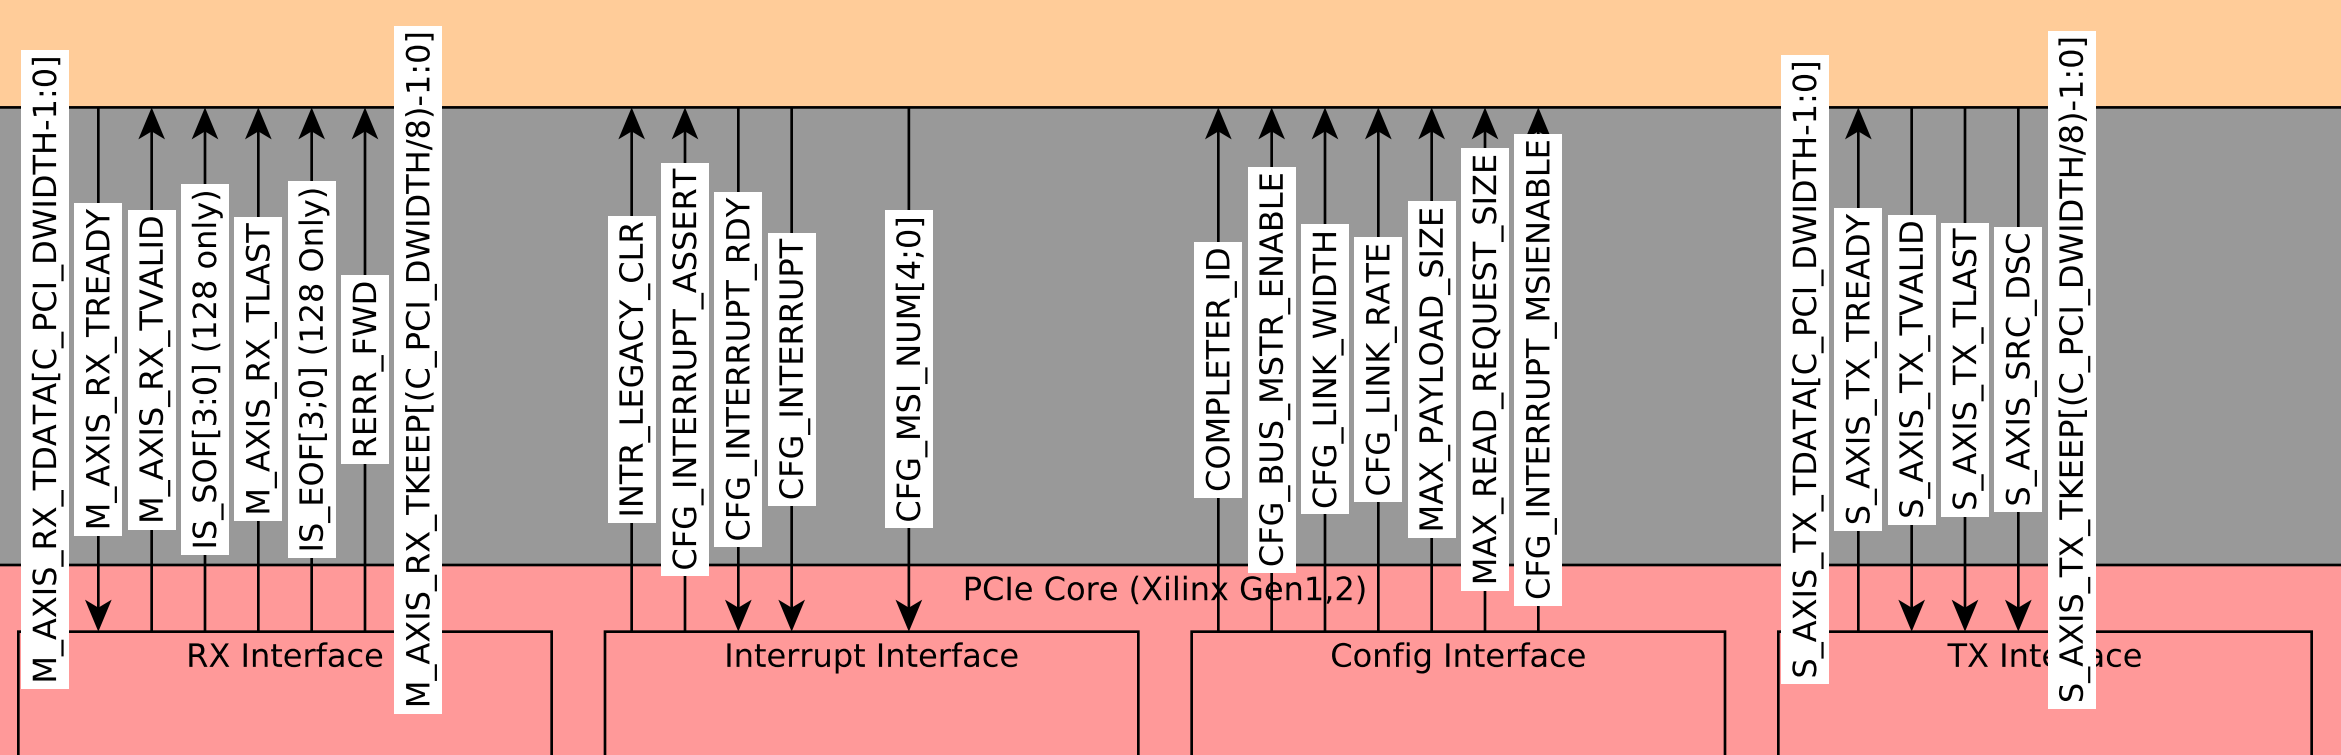 M_AXIS_RX_TDATA[C_PCI_DWIDTH-1:0]
M_AXIS_RX_TREADY
M_AXIS_RX_TVALID
IS_SOF[3:0] (128 only)
M_AXIS_RX_TLAST
IS_EOF[3;0] (128 Only)
RERR_FWD
M_AXIS_RX_TKEEP[(C_PCI_DWIDTH/8)-1:0]
INTR_LEGACY_CLR
CFG_INTERRUPT_ASSERT
CFG_INTERRUPT_RDY
CFG_INTERRUPT
CFG_MSI_NUM[4;0]
COMPLETER_ID
CFG_BUS_MSTR_ENABLE
CFG_LINK_WIDTH
CFG_LINK_RATE
MAX_PAYLOAD_SIZE
MAX_READ_REQUEST_SIZE
CFG_INTERRUPT_MSIENABLE
S_AXIS_TX_TDATA[C_PCI_DWIDTH-1:0]
S_AXIS_TX_TREADY
S_AXIS_TX_TVALID
S_AXIS_TX_TLAST
S_AXIS_SRC_DSC
S_AXIS_TX_TKEEP[(C_PCI_DWIDTH/8)-1:0]
PCIe Core (Xilinx Gen1,2)
RX Interface
Interrupt Interface
Config Interface
TX Interface